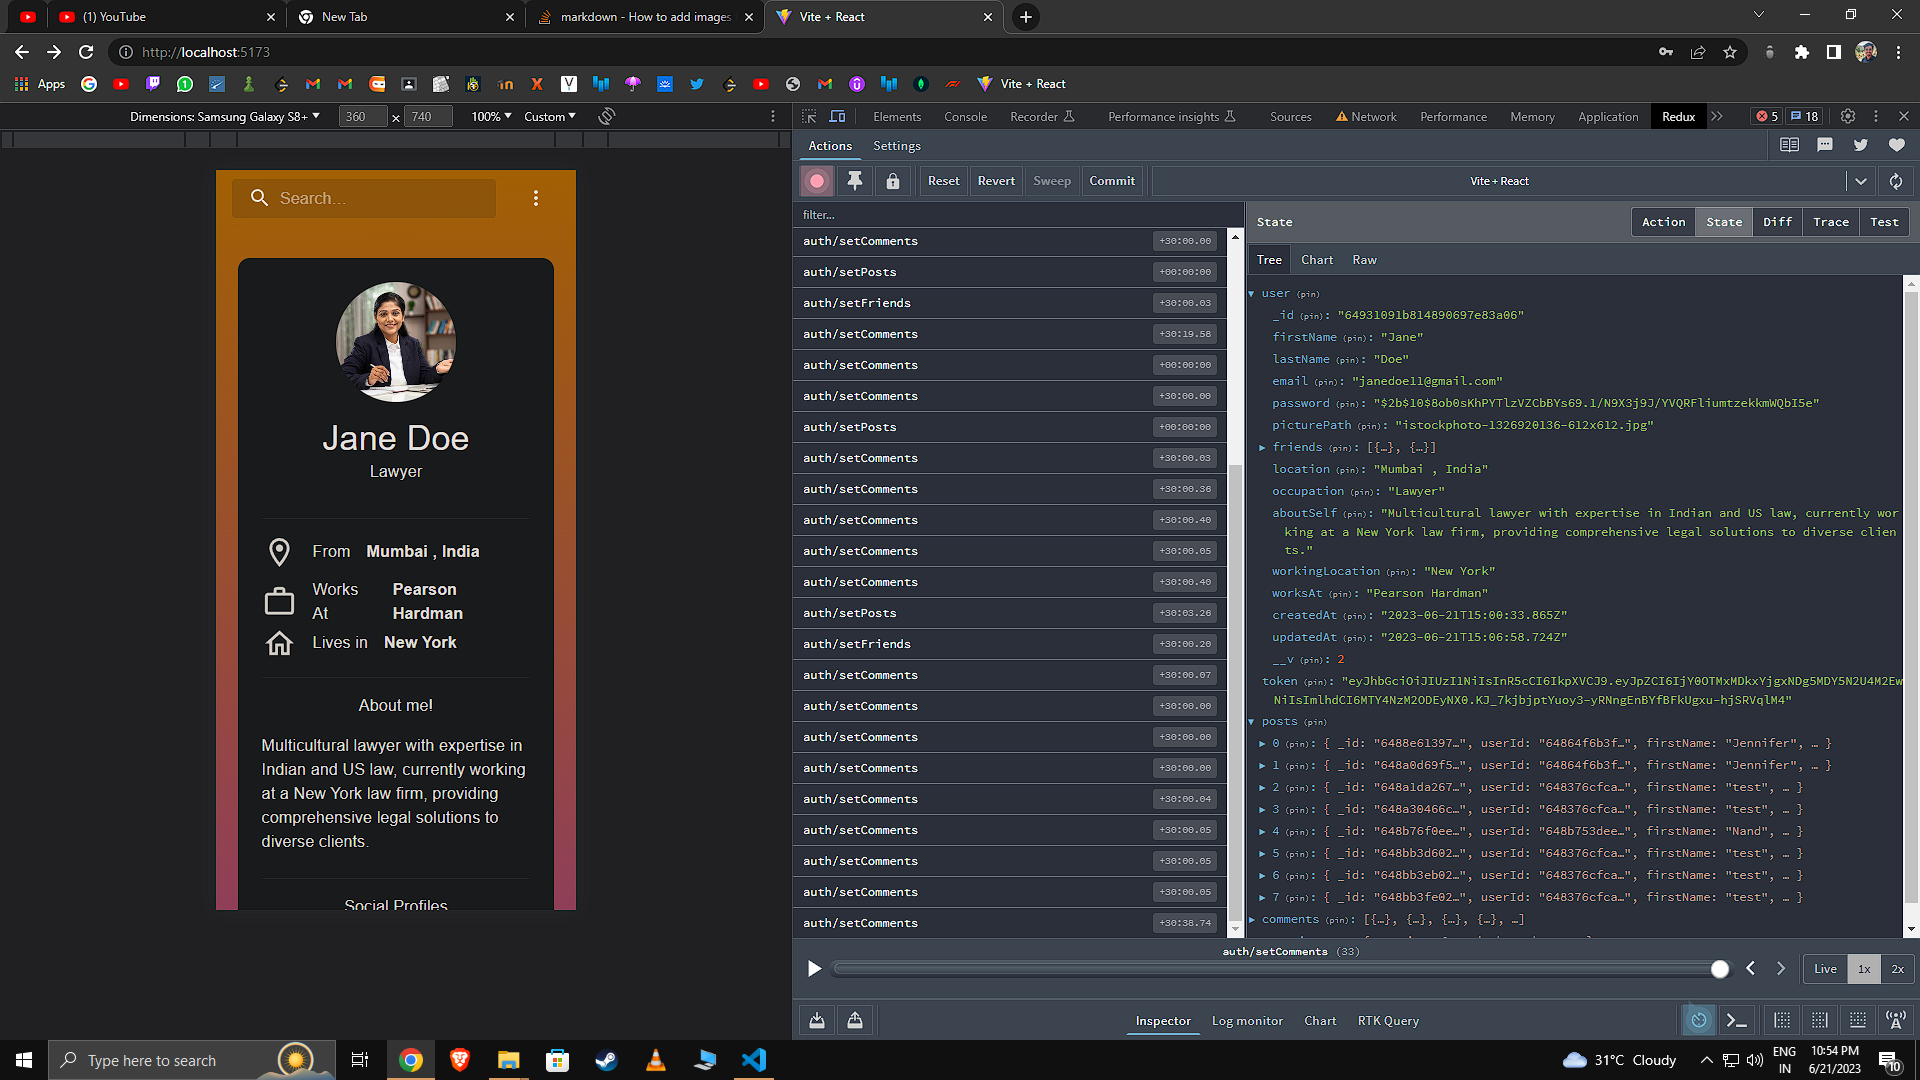 (1) YouTube
New Tab
markdown - How to add images
Vite + React
http://localhost:5173
Apps
Vite + React
Dimensions: Samsung Galaxy S8+
360 × 740
100%
Custom
Elements
Console
Recorder
Performance insights
Sources
Network
Performance
Memory
Application
Redux
5
18
Search...
Jane Doe
Lawyer
From Mumbai , India
Works At Pearson Hardman
Lives in New York
About me!
Multicultural lawyer with expertise in
Indian and US law, currently working
at a New York law firm, providing
comprehensive legal solutions to
diverse clients.
Social Profiles
Actions
Settings
Reset
Revert
Sweep
Commit
Vite + React
filter...
auth/setComments +30:00.00
auth/setPosts +00:00:00
auth/setFriends +30:00.03
auth/setComments +30:19.58
auth/setComments +00:00:00
auth/setComments +30:00.00
auth/setPosts +00:00:00
auth/setComments +30:00.03
auth/setComments +30:00.36
auth/setComments +30:00.40
auth/setComments +30:00.05
auth/setComments +30:00.40
auth/setPosts +30:03.26
auth/setFriends +30:00.20
auth/setComments +30:00.07
auth/setComments +30:00.00
auth/setComments +30:00.00
auth/setComments +30:00.00
auth/setComments +30:00.04
auth/setComments +30:00.05
auth/setComments +30:00.05
auth/setComments +30:00.05
auth/setComments +30:38.74
State
Action
State
Diff
Trace
Test
Tree
Chart
Raw
user (pin)
_id (pin): "64931091b814890697e83a06"
firstName (pin): "Jane"
lastName (pin): "Doe"
email (pin): "janedoe11@gmail.com"
password (pin): "$2b$10$8ob0sKhPYTlzVZCbBYs69.l/N9X3j9J/YVQRFliumtzekkmWQbI5e"
picturePath (pin): "istockphoto-1326920136-612x612.jpg"
friends (pin): [{…}, {…}]
location (pin): "Mumbai , India"
occupation (pin): "Lawyer"
aboutSelf (pin): "Multicultural lawyer with expertise in Indian and US law, currently wor
king at a New York law firm, providing comprehensive legal solutions to diverse clien
ts."
workingLocation (pin): "New York"
worksAt (pin): "Pearson Hardman"
createdAt (pin): "2023-06-21T15:00:33.865Z"
updatedAt (pin): "2023-06-21T15:06:58.724Z"
__v (pin): 2
token (pin): "eyJhbGciOiJIUzI1NiIsInR5cCI6IkpXVCJ9.eyJpZCI6IjY0OTMxMDkxYjgxNDg5MDY5N2U4M2Ew
NiIsImlhdCI6MTY4NzM2ODEyNX0.KJ_7kjbjptYuoy3-yRNngEnBYfBFkUgxu-hjSRVqlM4"
posts (pin)
0 (pin): { _id: "6488e61397…", userId: "64864f6b3f…", firstName: "Jennifer", … }
1 (pin): { _id: "648a0d69f5…", userId: "64864f6b3f…", firstName: "Jennifer", … }
2 (pin): { _id: "648a1da267…", userId: "648376cfca…", firstName: "test", … }
3 (pin): { _id: "648a30466c…", userId: "648376cfca…", firstName: "test", … }
4 (pin): { _id: "648b76f0ee…", userId: "648b753dee…", firstName: "Nand", … }
5 (pin): { _id: "648bb3d602…", userId: "648376cfca…", firstName: "test", … }
6 (pin): { _id: "648bb3eb02…", userId: "648376cfca…", firstName: "test", … }
7 (pin): { _id: "648bb3fe02…", userId: "648376cfca…", firstName: "test", … }
comments (pin): [{…}, {…}, {…}, {…}, …]
auth/setComments (33)
Live
1x
2x
Inspector
Log monitor
Chart
RTK Query
Type here to search
31°C Cloudy
ENG
IN
10:54 PM
6/21/2023
10